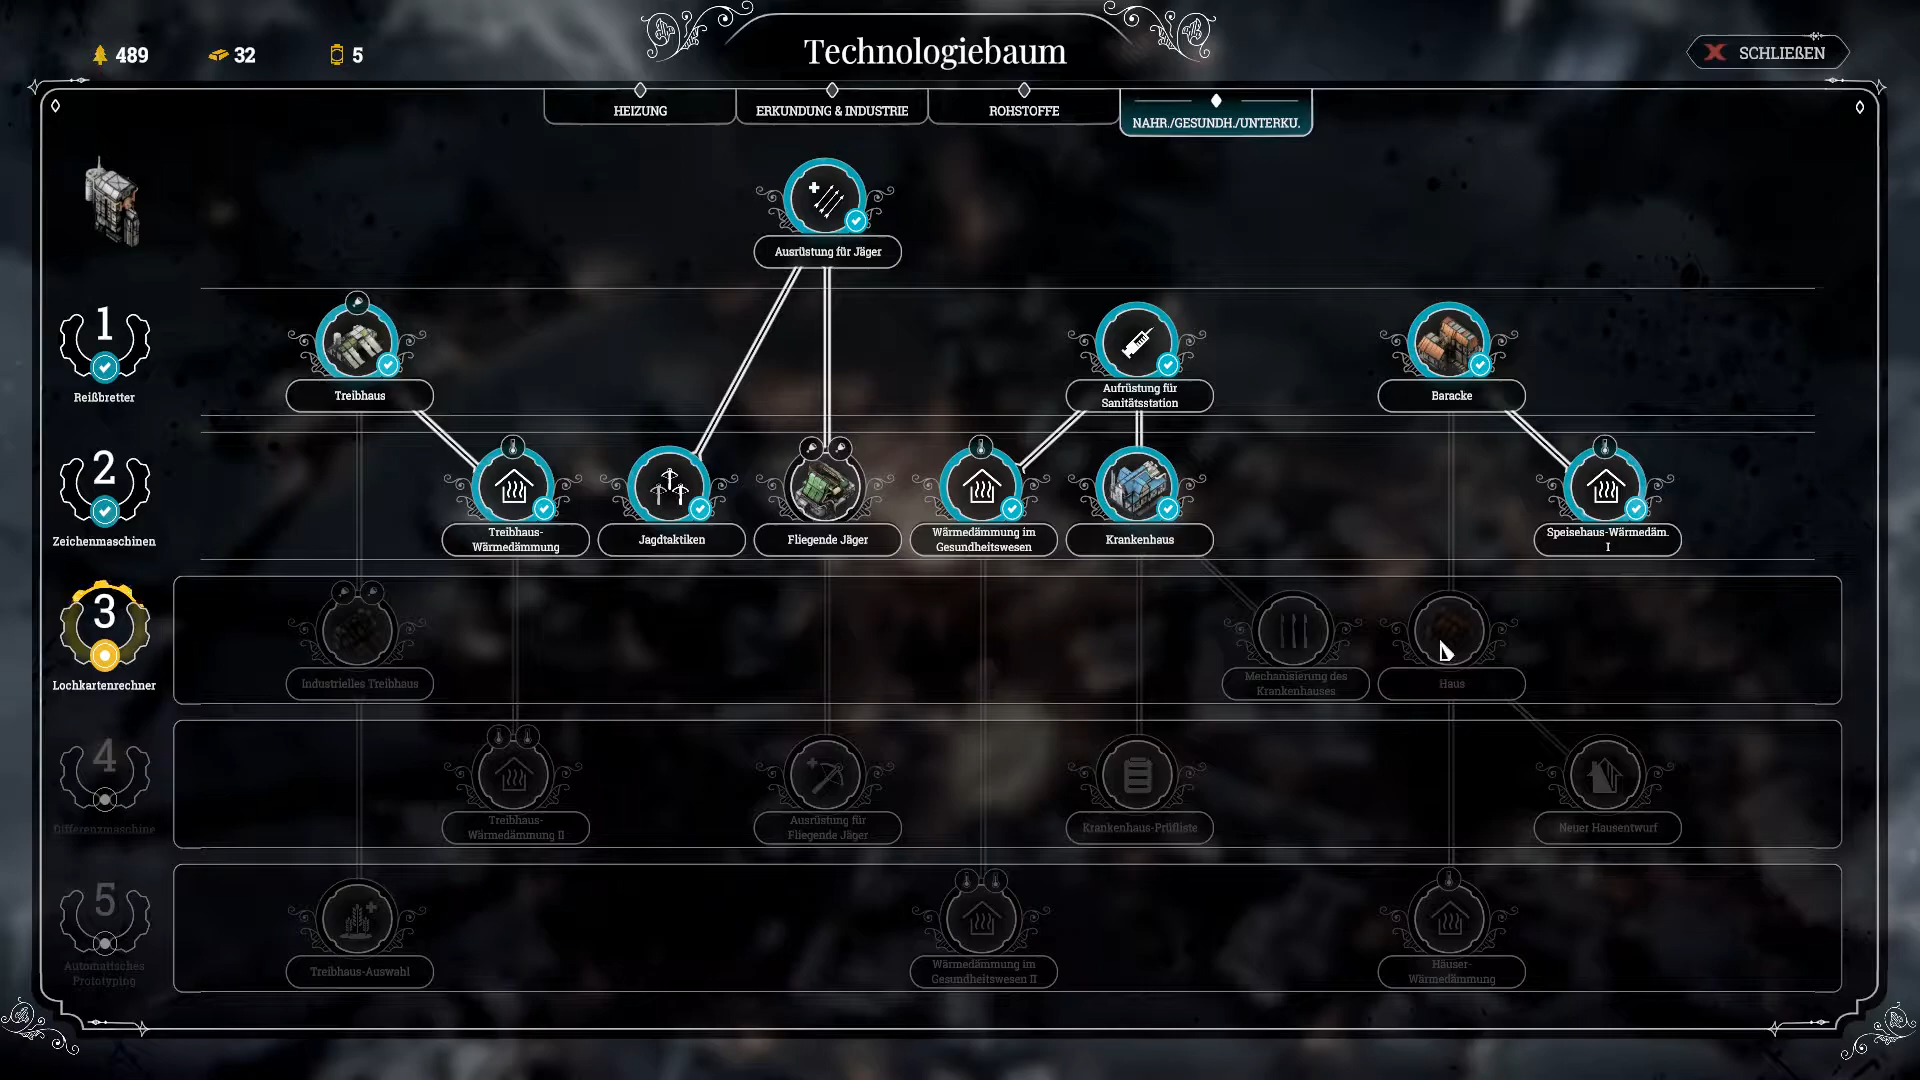 489
32
5
Technologiebaum
SCHLIEßEN
HEIZUNG
ERKUNDUNG & INDUSTRIE
ROHSTOFFE
NAHR./GESUNDH./UNTERKU.
Ausrüstung für Jäger
1
Reißbretter
Treibhaus
Aufrüstung für
Sanitätsstation
Baracke
2
Zeichenmaschinen
Treibhaus-
Wärmedämmung
Jagdtaktiken
Fliegende Jäger
Wärmedämmung im
Gesundheitswesen
Krankenhaus
Speisehaus-Wärmedäm.
I
3
Lochkartenrechner
Industrielles Treibhaus
Mechanisierung des
Krankenhauses
Haus
4
Differenzmaschine
Treibhaus-
Wärmedämmung II
Ausrüstung für
Fliegende Jäger
Krankenhaus-Prüfliste
Neuer Hausentwurf
5
Automatisches
Prototyping
Treibhaus-Auswahl
Wärmedämmung im
Gesundheitswesen II
Häuser-
Wärmedämmung